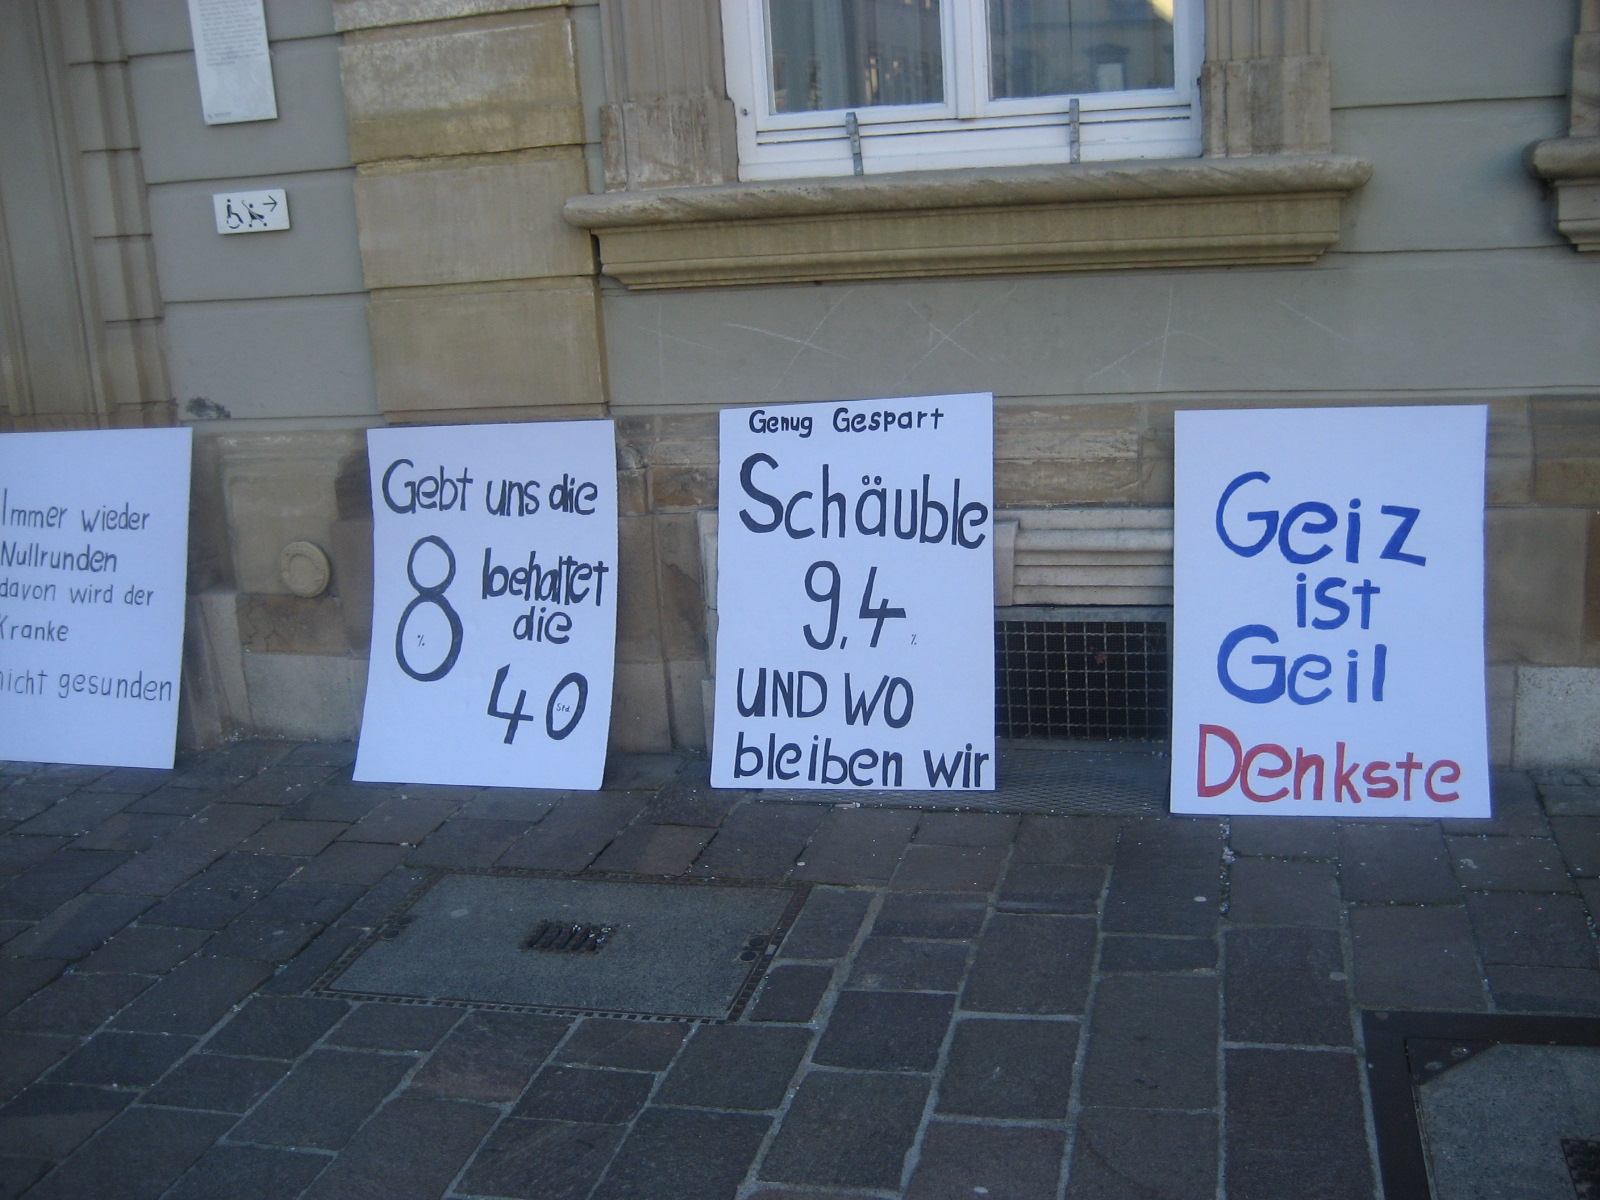 Immer wieder
Nullrunden
davon wird der
Kranke
nicht gesunden
Gebt uns die
8 %
behaltet
die
40 Std.
Genug Gespart
Schäuble
9,4 %
UND WO
bleiben wir
Geiz
ist
Geil
Denkste